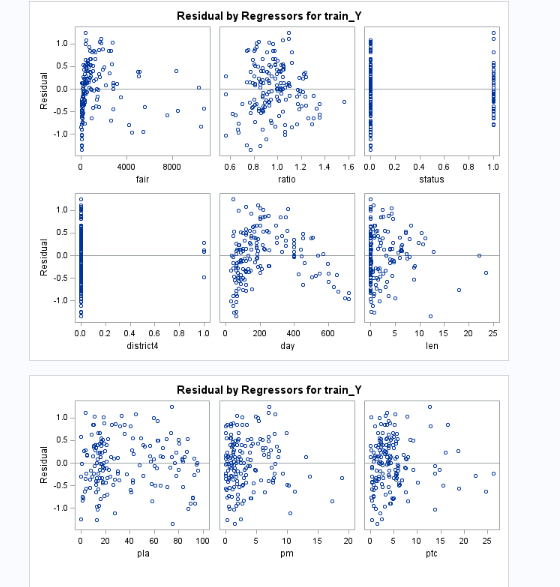 Residual by Regressors for train_Y
Residual
1.0
0.5
0.0
-0.5
-1.0
0 4000 8000
fair
0.6 0.8 1.0 1.2 1.4 1.6
ratio
0.0 0.2 0.4 0.6 0.8 1.0
status
Residual
1.0
0.5
0.0
-0.5
-1.0
0.0 0.2 0.4 0.6 0.8 1.0
district4
0 200 400 600
day
0 5 10 15 20 25
len
Residual by Regressors for train_Y
Residual
1.0
0.5
0.0
-0.5
-1.0
0 20 40 60 80 100
pla
0 5 10 15 20
pm
0 5 10 15 20 25
ptc